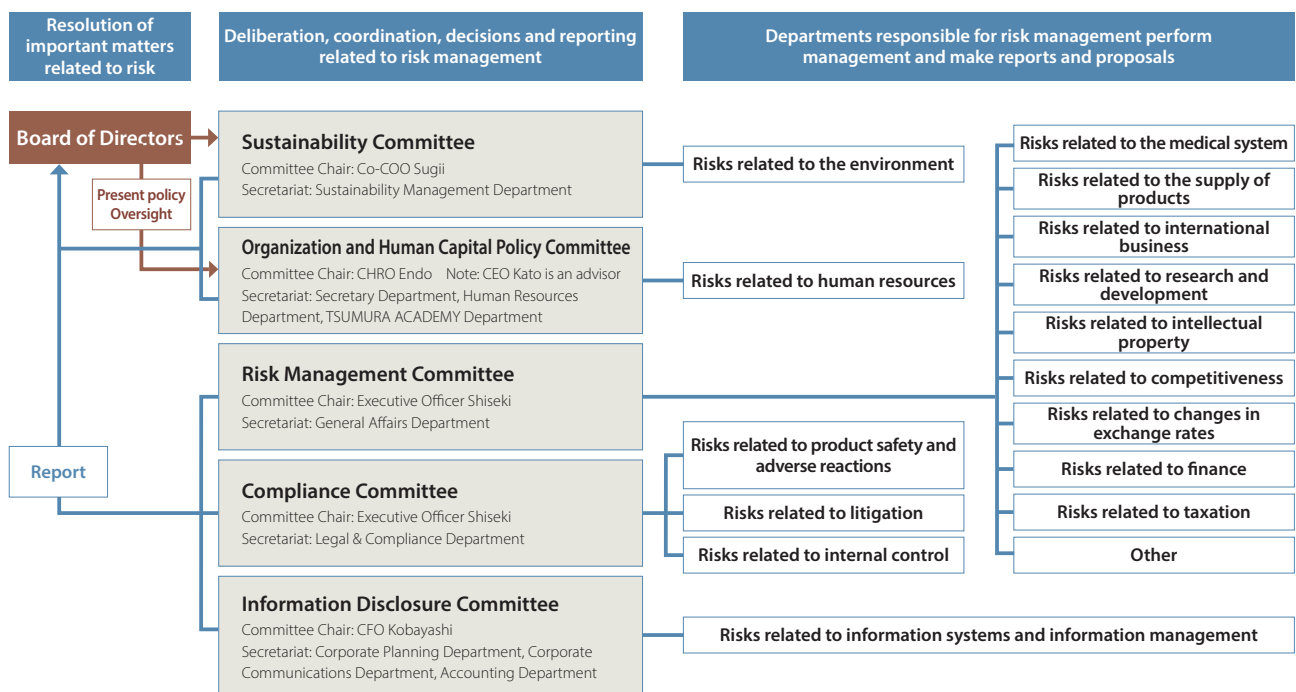 Resolution of
important matters
related to risk
Deliberation, coordination, decisions and reporting
related to risk management
Departments responsible for risk management perform
management and make reports and proposals
Board of Directors
Present policy
Oversight
Report
Sustainability Committee
Committee Chair: Co-COO Sugii
Secretariat: Sustainability Management Department
Organization and Human Capital Policy Committee
Committee Chair: CHRO Endo Note: CEO Kato is an advisor
Secretariat: Secretary Department, Human Resources
Department, TSUMURA ACADEMY Department
Risk Management Committee
Committee Chair: Executive Officer Shiseki
Secretariat: General Affairs Department
Compliance Committee
Committee Chair: Executive Officer Shiseki
Secretariat: Legal & Compliance Department
Information Disclosure Committee
Committee Chair: CFO Kobayashi
Secretariat: Corporate Planning Department, Corporate
Communications Department, Accounting Department
Risks related to the environment
Risks related to human resources
Risks related to product safety and
adverse reactions
Risks related to litigation
Risks related to internal control
Risks related to information systems and information management
Risks related to the medical system
Risks related to the supply of
products
Risks related to international
business
Risks related to research and
development
Risks related to intellectual
property
Risks related to competitiveness
Risks related to changes in
exchange rates
Risks related to finance
Risks related to taxation
Other